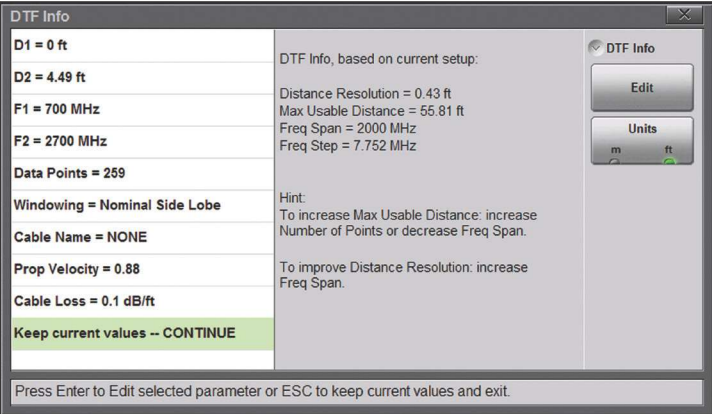 DTF Info
D1 = 0 ft
D2 = 4.49 ft
F1 = 700 MHz
F2 = 2700 MHz
Data Points = 259
Windowing = Nominal Side Lobe
Cable Name = NONE
Prop Velocity = 0.88
Cable Loss = 0.1 dB/ft
Keep current values -- CONTINUE
DTF Info, based on current setup:
Distance Resolution = 0.43 ft
Max Usable Distance = 55.81 ft
Freq Span = 2000 MHz
Freq Step = 7.752 MHz
Hint:
To increase Max Usable Distance: increase
Number of Points or decrease Freq Span.
To improve Distance Resolution: increase
Freq Span.
DTF Info
Edit
Units
m ft
Press Enter to Edit selected parameter or ESC to keep current values and exit.